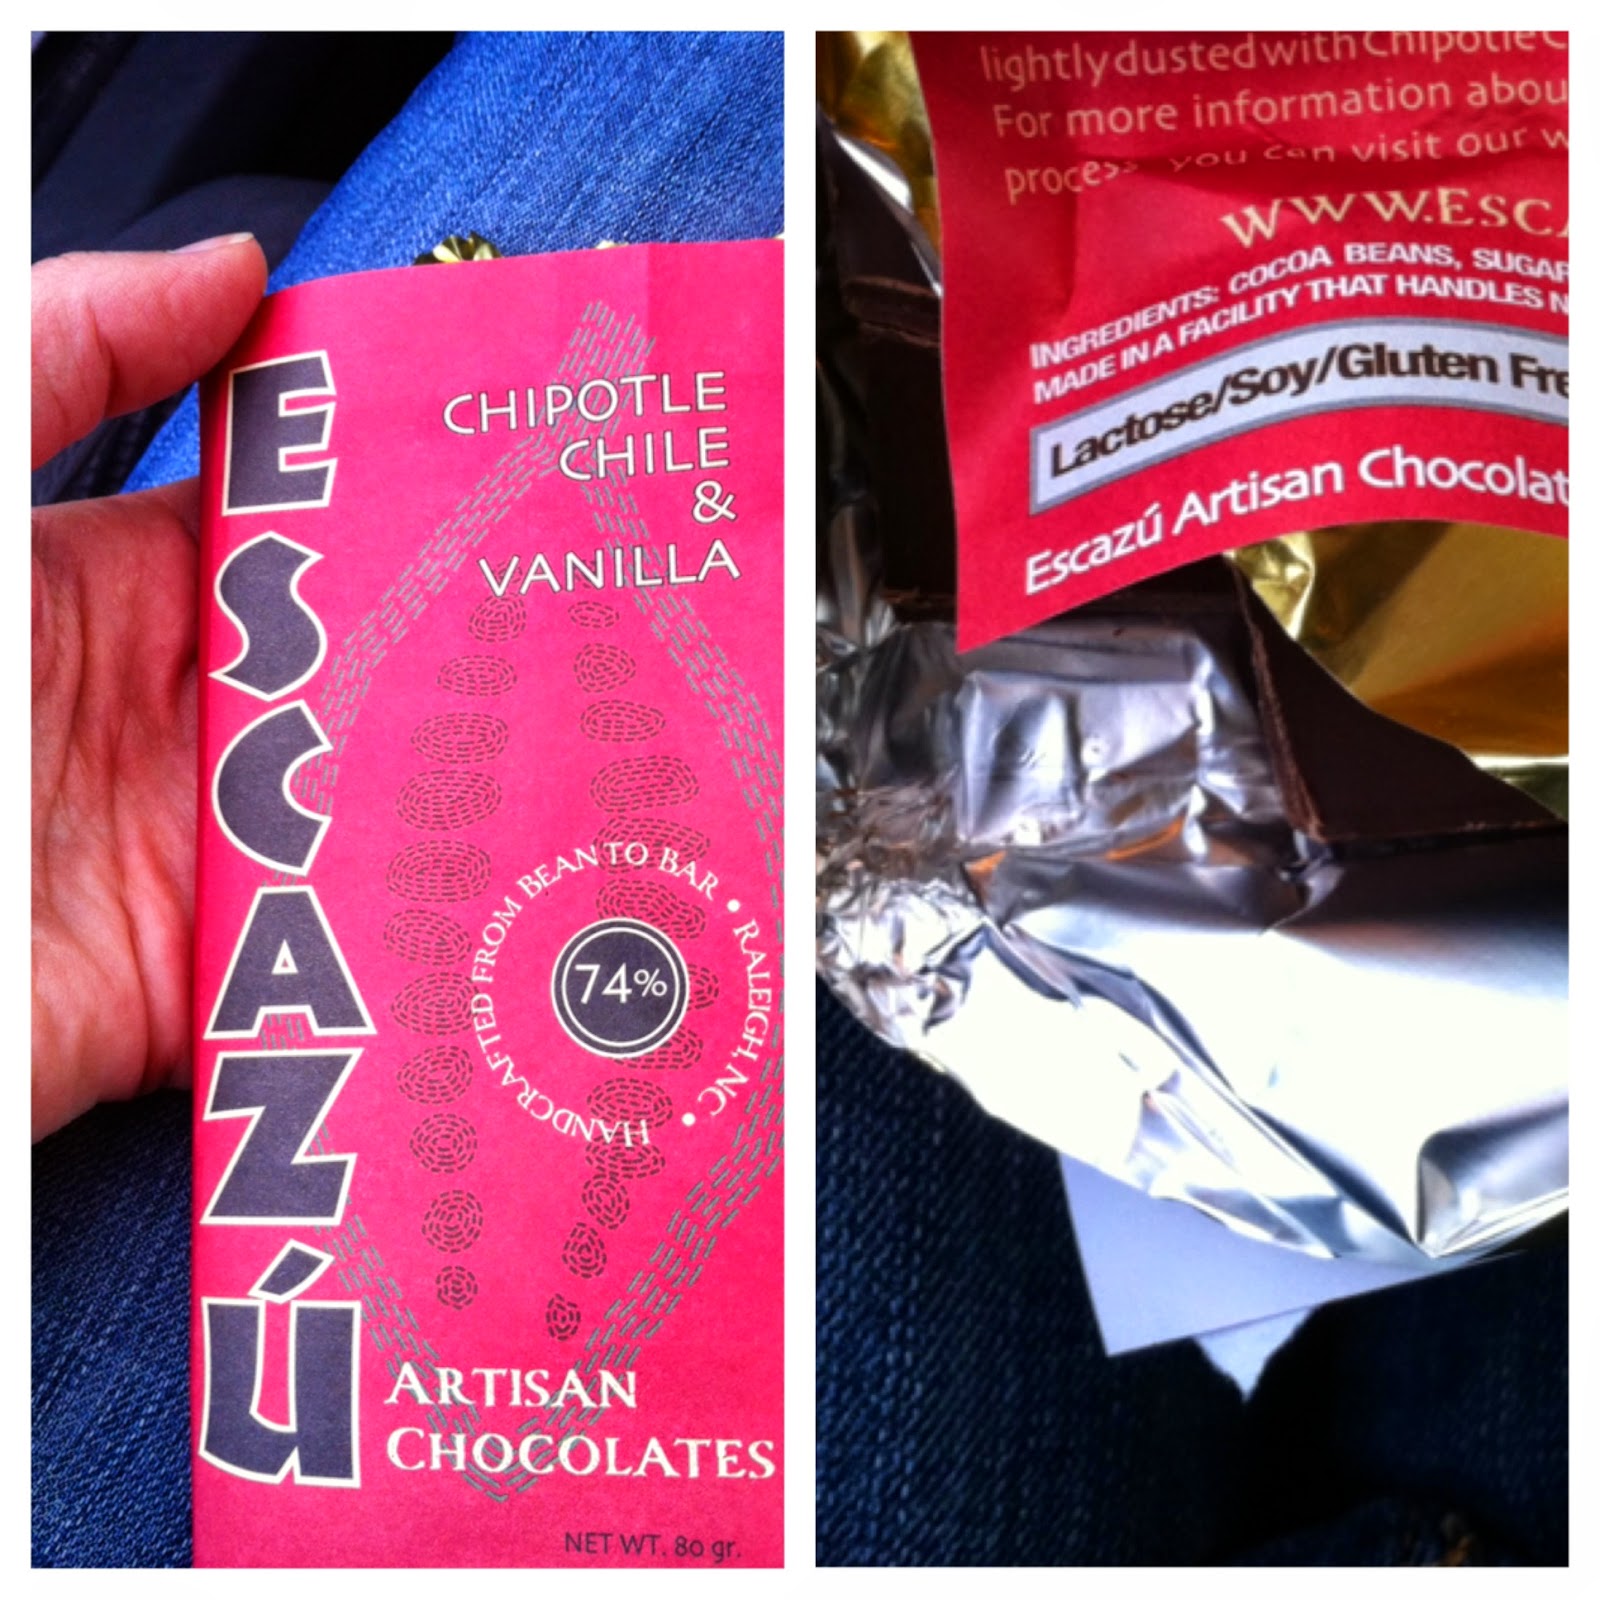 ESCAZÚ
CHIPOTLE
CHILE
&
VANILLA
HANDCRAFTED FROM BEAN TO BAR • RALEIGH, NC •
74%
ARTISAN
CHOCOLATES
NET WT. 80 gr.
lightly dusted with Chipotle C
For more information abou
process you can visit our w
WWW.ESCA
INGREDIENTS: COCOA BEANS, SUGAR
MADE IN A FACILITY THAT HANDLES N
Lactose/Soy/Gluten Fre
Escazú Artisan Chocolat